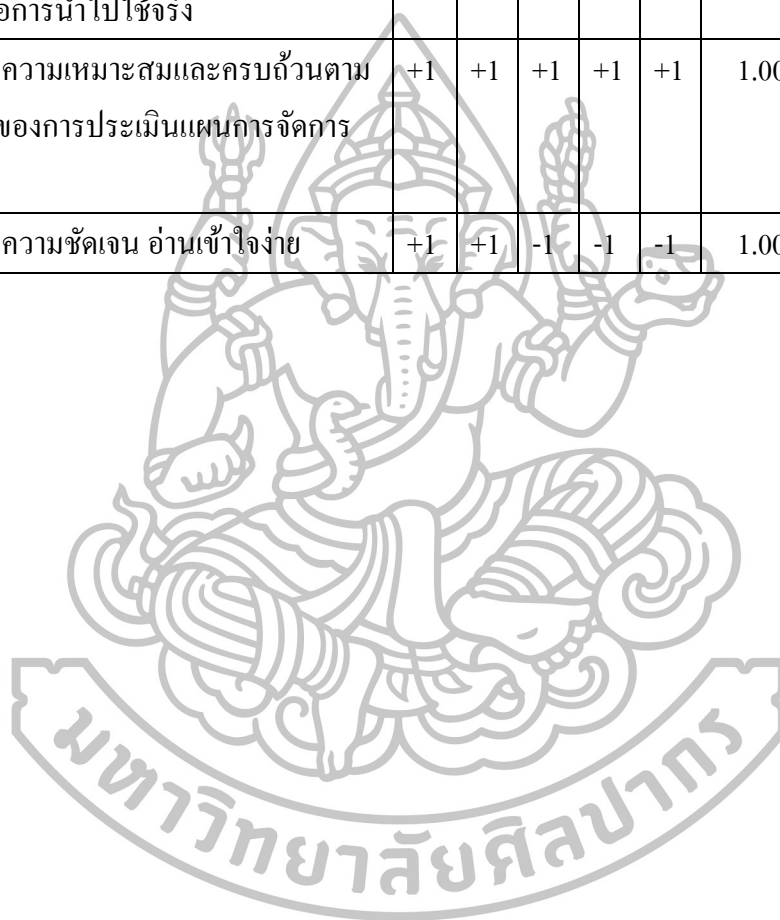 อการนำไปใช้จริง
ความเหมาะสมและครบถ้วนตาม +1 +1 +1 +1 +1 1.00
ของการประเมินแผนการจัดการ
ความชัดเจน อ่านเข้าใจง่าย +1 +1 -1 -1 -1 1.00
มหาวิทยาลัยศิลปากร